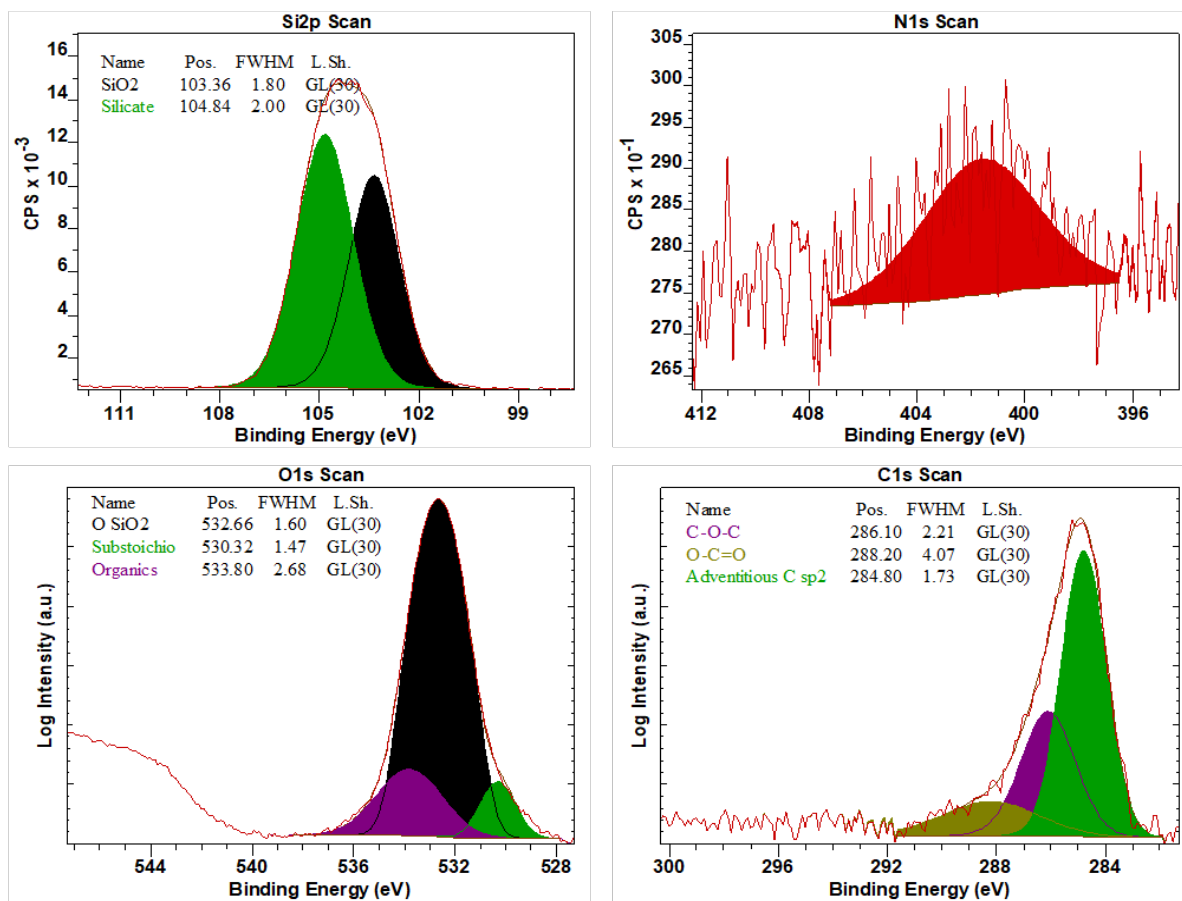 Si2p Scan
Name Pos. FWHM L.Sh.
SiO2 103.36 1.80 GL(30)
Silicate 104.84 2.00 GL(30)
16
14
12
10
8
6
4
2
CPS x 10⁻³
111 108 105 102 99
Binding Energy (eV)
N1s Scan
305
300
295
290
285
280
275
270
265
CPS x 10⁻¹
412 408 404 400 396
Binding Energy (eV)
O1s Scan
Name Pos. FWHM L.Sh.
O SiO2 532.66 1.60 GL(30)
Substoichio 530.32 1.47 GL(30)
Organics 533.80 2.68 GL(30)
Log Intensity (a.u.)
544 540 536 532 528
Binding Energy (eV)
C1s Scan
Name Pos. FWHM L.Sh.
C-O-C 286.10 2.21 GL(30)
O-C=O 288.20 4.07 GL(30)
Adventitious C sp2 284.80 1.73 GL(30)
Log Intensity (a.u.)
300 296 292 288 284
Binding Energy (eV)